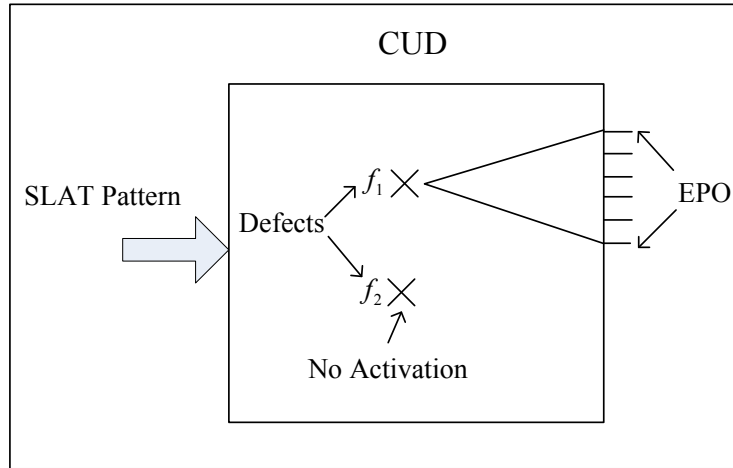 CUD
SLAT Pattern
Defects
f₁
EPO
f₂
No Activation